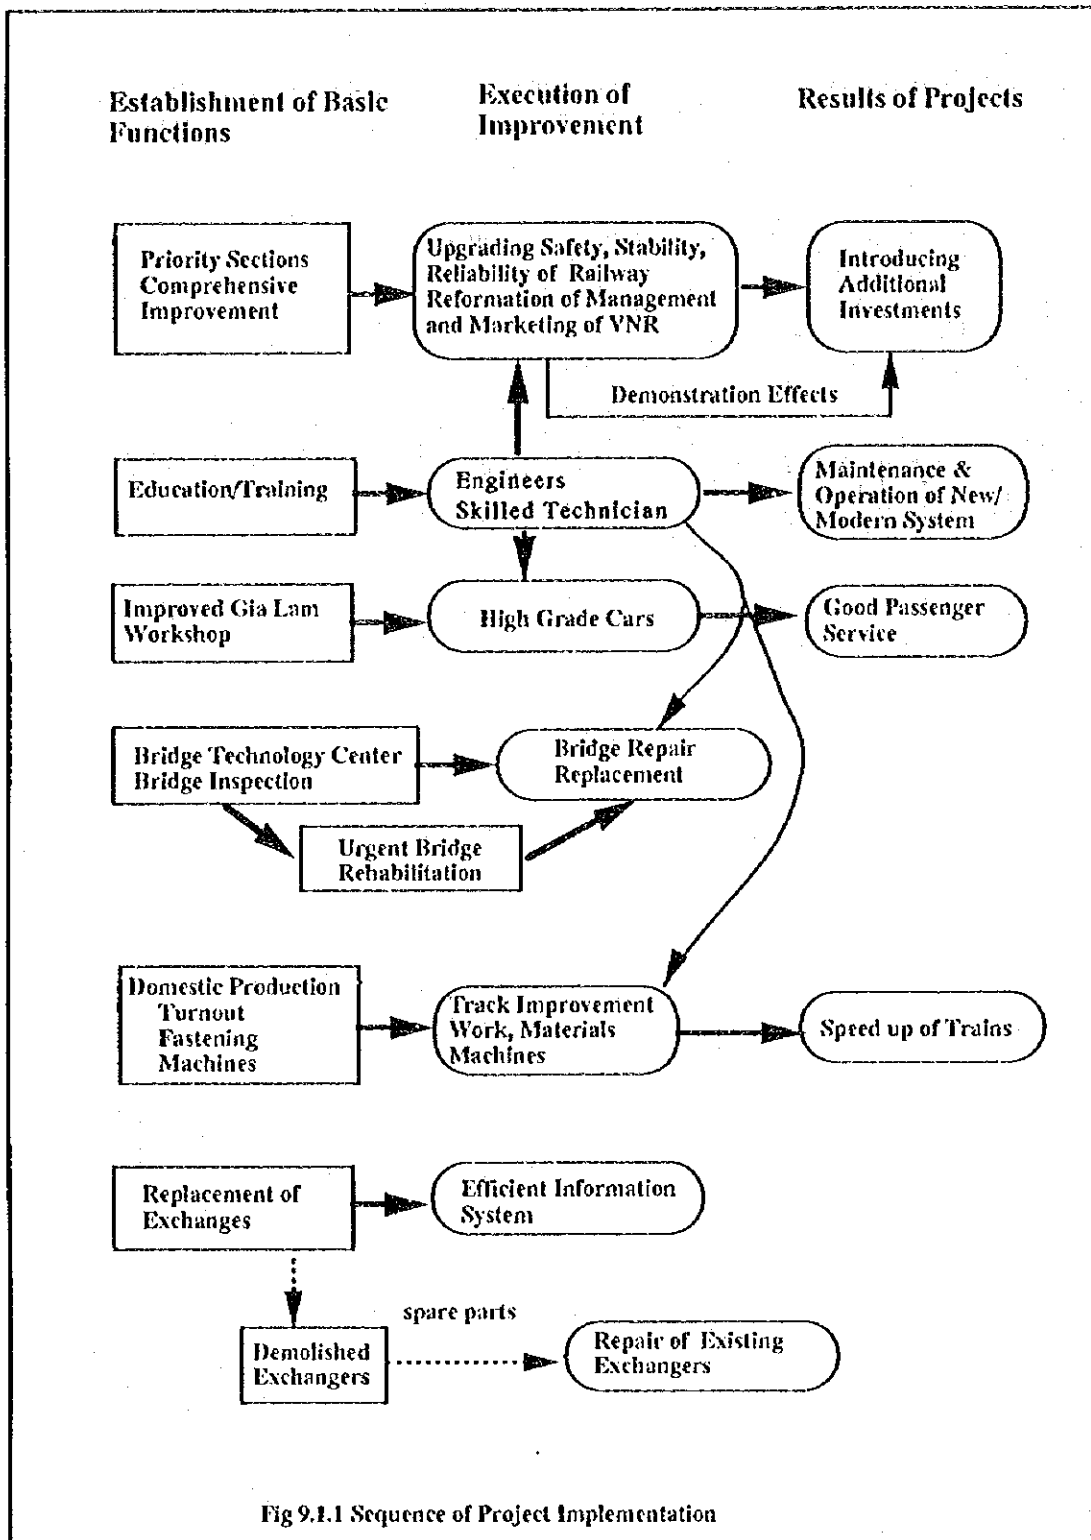 Establishment of Basic
Functions
Execution of
Improvement
Results of Projects
Priority Sections
Comprehensive
Improvement
Upgrading Safety, Stability,
Reliability of Railway
Reformation of Management
and Marketing of VNR
Introducing
Additional
Investments
Demonstration Effects
Education/Training
Engineers
Skilled Technician
Maintenance &
Operation of New/
Modern System
Improved Gia Lam
Workshop
High Grade Cars
Good Passenger
Service
Bridge Technology Center
Bridge Inspection
Bridge Repair
Replacement
Urgent Bridge
Rehabilitation
Domestic Production
Turnout
Fastening
Machines
Track Improvement
Work, Materials
Machines
Speed up of Trains
Replacement of
Exchanges
Efficient Information
System
spare parts
Demolished
Exchangers
Repair of Existing
Exchangers
Fig 9.1.1 Sequence of Project Implementation